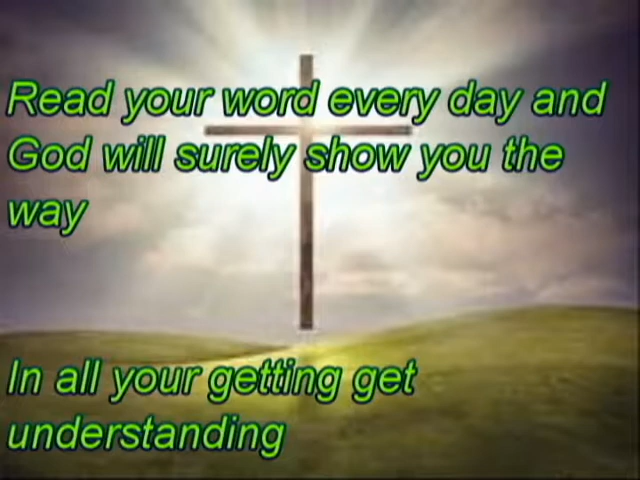 Read your word every day and
God will surely show you the
way
In all your getting get
understanding